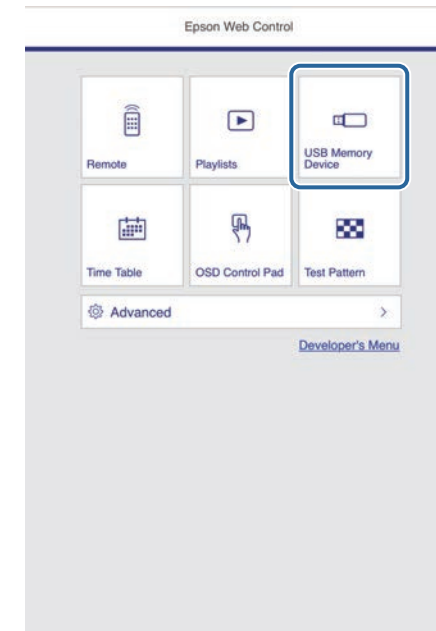 Epson Web Control
Remote
Playlists
USB Memory
Device
Time Table
OSD Control Pad
Test Pattern
Advanced
Developer's Menu